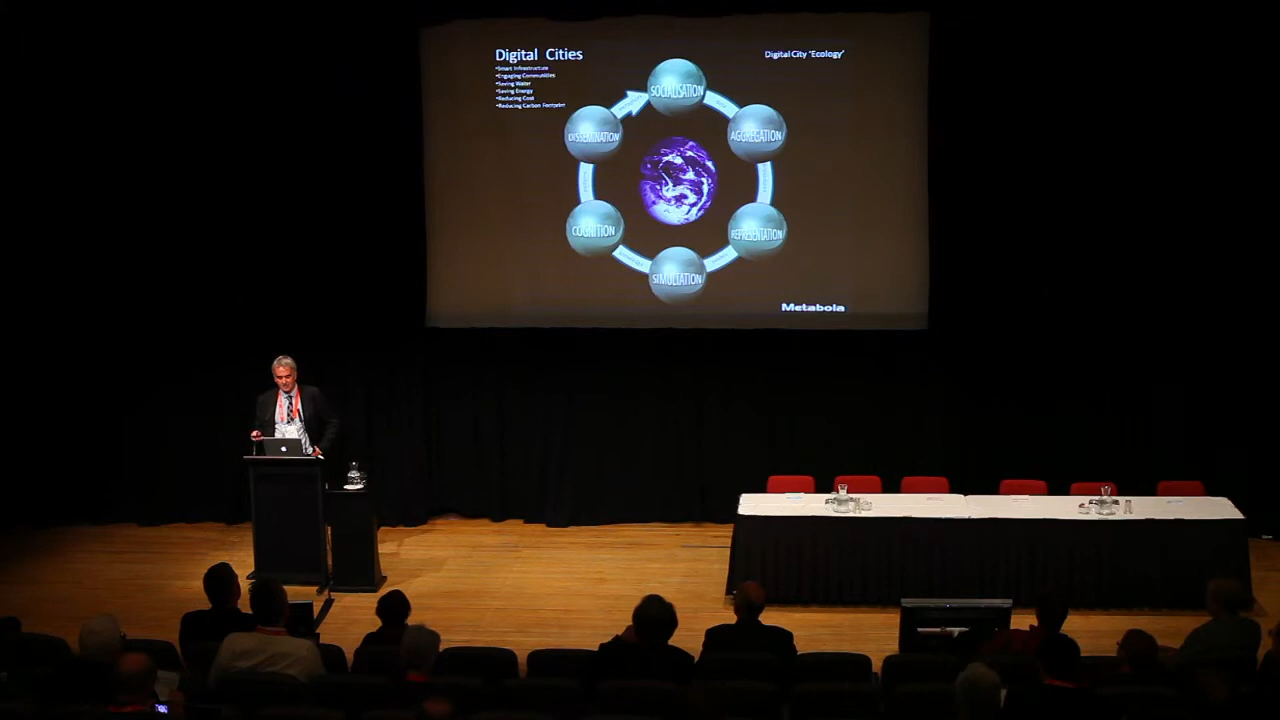 Digital Cities
•Smart Infrastructure
•Engaging Communities
•Saving Water
•Saving Energy
•Reducing Cost
•Reducing Carbon Footprint
Digital City 'Ecology'
SOCIALISATION
AGGREGATION
REPRESENTATION
SIMULTATION
COGNITION
DISSEMINATION
Metabola